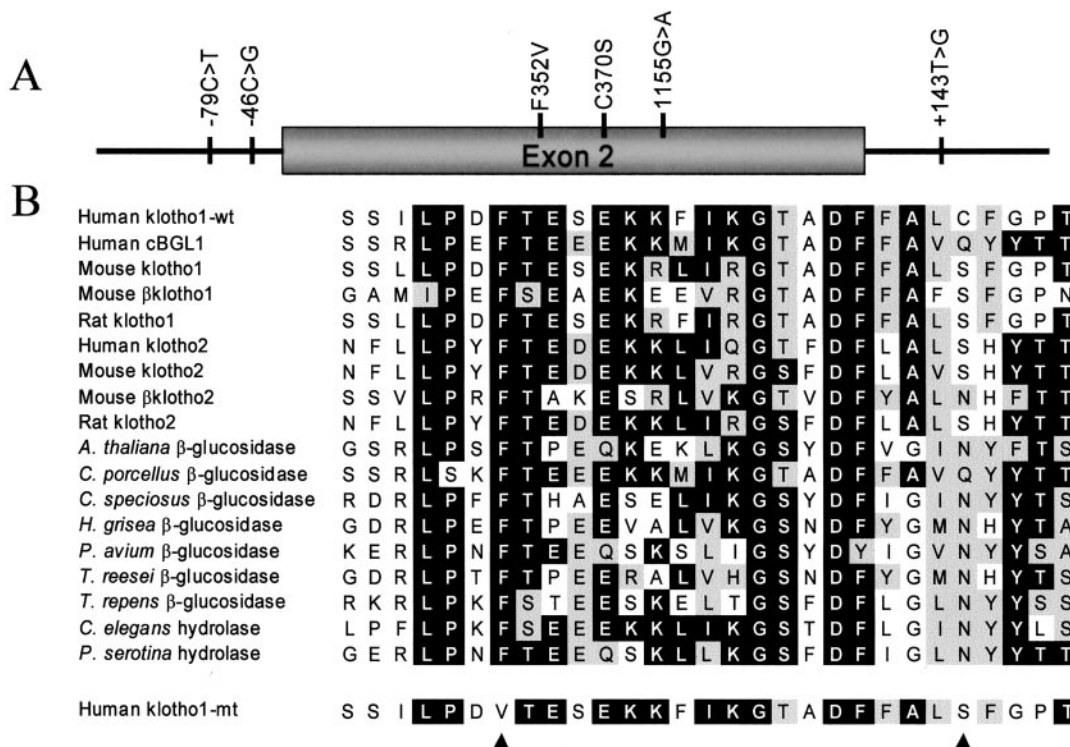 A
-79C>T
-46C>G
F352V
C370S
1155G>A
+143T>G
Exon 2
B
Human klotho1-wt S S I L P D F T E S E K K F I K G T A D F F A L C F G P T
Human cBGL1 S S R L P E F T E E E K K M I K G T A D F F A V Q Y Y T T
Mouse klotho1 S S L L P D F T E S E K R L I R G T A D F F A L S F G P T
Mouse βklotho1 G A M I P E F S E A E K E E V R G T A D F F A F S F G P N
Rat klotho1 S S L L P D F T E S E K R F I R G T A D F F A L S F G P T
Human klotho2 N F L L P Y F T E D E K K L I Q G T F D F L A L S H Y T T
Mouse klotho2 N F L L P Y F T E D E K K L V R G S F D F L A V S H Y T T
Mouse βklotho2 S S V L P R F T A K E S R L V K G T V D F Y A L N H F T T
Rat klotho2 N F L L P Y F T E D E K K L I R G S F D F L A L S H Y T T
A. thaliana β-glucosidase G S R L P S F T P E Q K E K L K G S Y D F V G I N Y F T S
C. porcellus β-glucosidase S S R L S K F T E E E K K M I K G T A D F F A V Q Y Y T T
C. speciosus β-glucosidase R D R L P F F T H A E S E L I K G S Y D F I G I N Y Y T S
H. grisea β-glucosidase G D R L P E F T P E E V A L V K G S N D F Y G M N H Y T A
P. avium β-glucosidase K E R L P N F T E E Q S K S L I G S Y D Y I G V N Y Y S A
T. reesei β-glucosidase G D R L P T F T P E E R A L V H G S N D F Y G M N H Y T S
T. repens β-glucosidase R K R L P K F S T E E S K E L T G S F D F L G L N Y Y S S
C. elegans hydrolase L P F L P K F S E E E K K L I K G S T D F L G I N Y Y L S
P. serotina hydrolase G E R L P N F T E E Q S K L L K G S F D F I G L N Y Y T T
Human klotho1-mt S S I L P D V T E S E K K F I K G T A D F F A L S F G P T